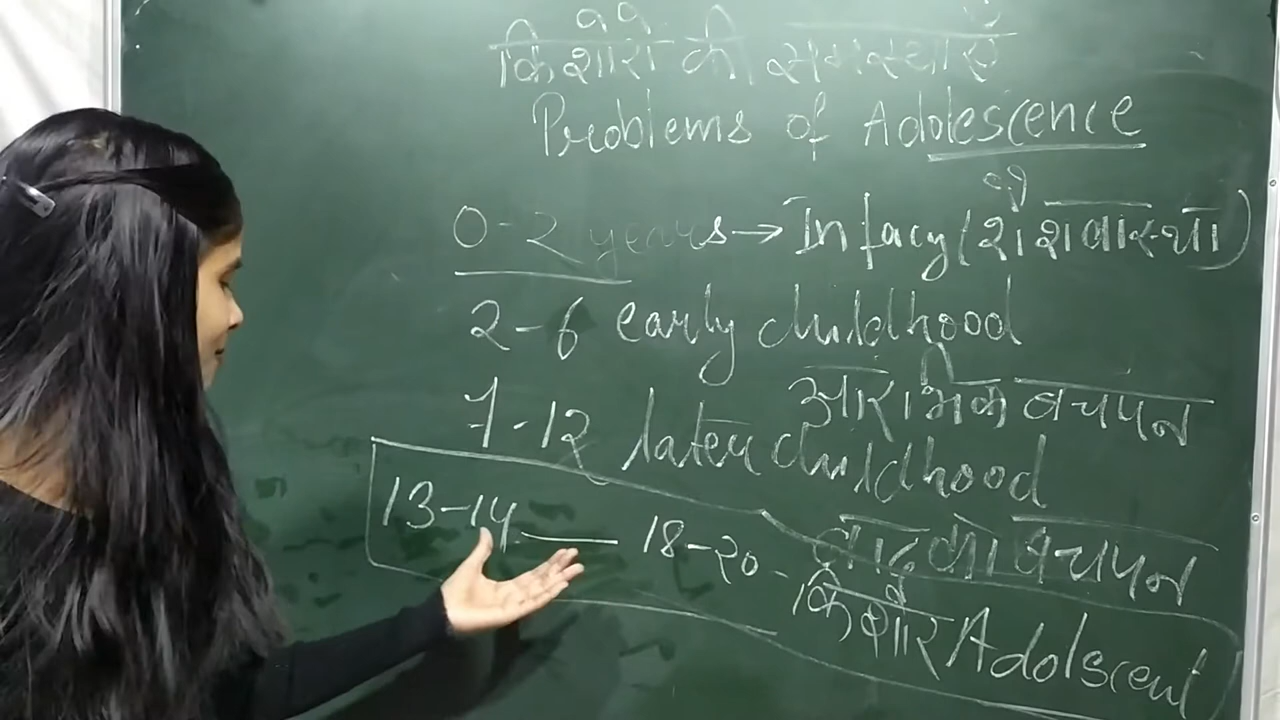 किशोरों की समस्याएं
Problems of Adolescence
0-2 years → Infacy (शैशवावस्था)
2-6 early childhood
आरंभिक बचपन
7-12 later childhood
बाद का बचपन
13-14 — 18-20 - किशोर Adolscent